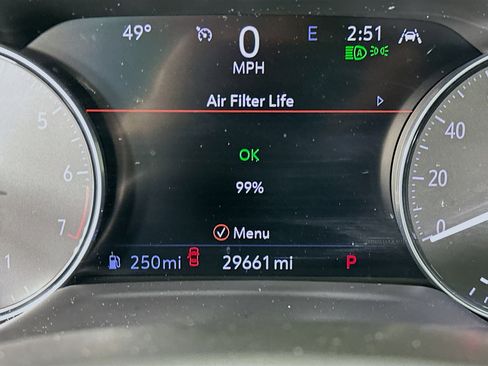 49° 0 E 2:51
MPH
Air Filter Life
OK
99%
Menu
250mi 29661 mi P
5
6
7
1
40
20
0